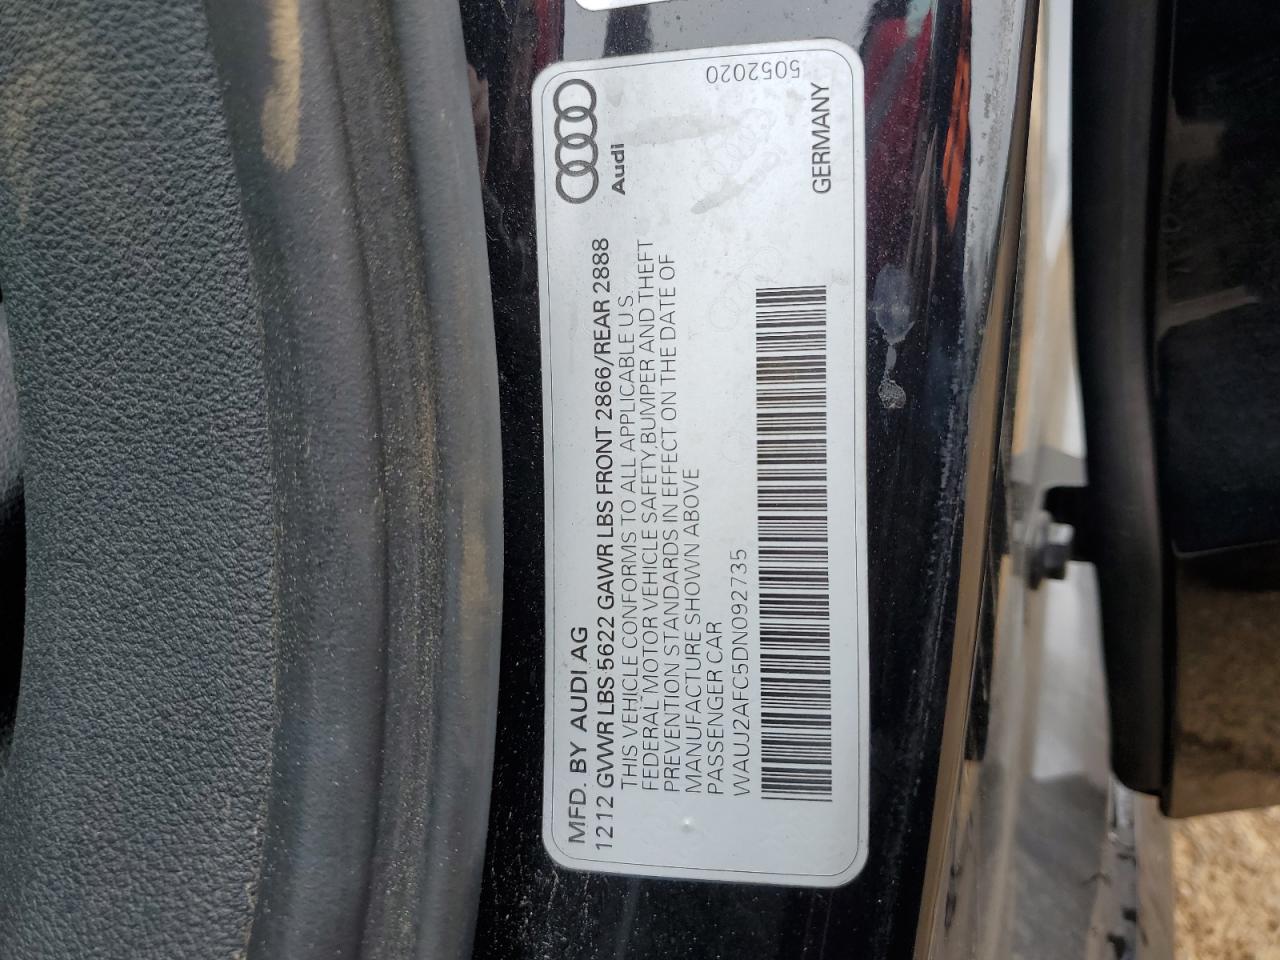 MFD. BY AUDI AG
1212 GWWR LBS 5622 GAWR LBS FRONT 2866/REAR 2888
THIS VEHICLE CONFORMS TO ALL APPLICABLE U.S.
FEDERAL MOTOR VEHICLE SAFETY, BUMPER AND THEFT
PREVENTION STANDARDS IN EFFECT ON THE DATE OF
MANUFACTURE SHOWN ABOVE
PASSENGER CAR
WAUJ2AFC5DN092735
Audi
5052020
GERMANY